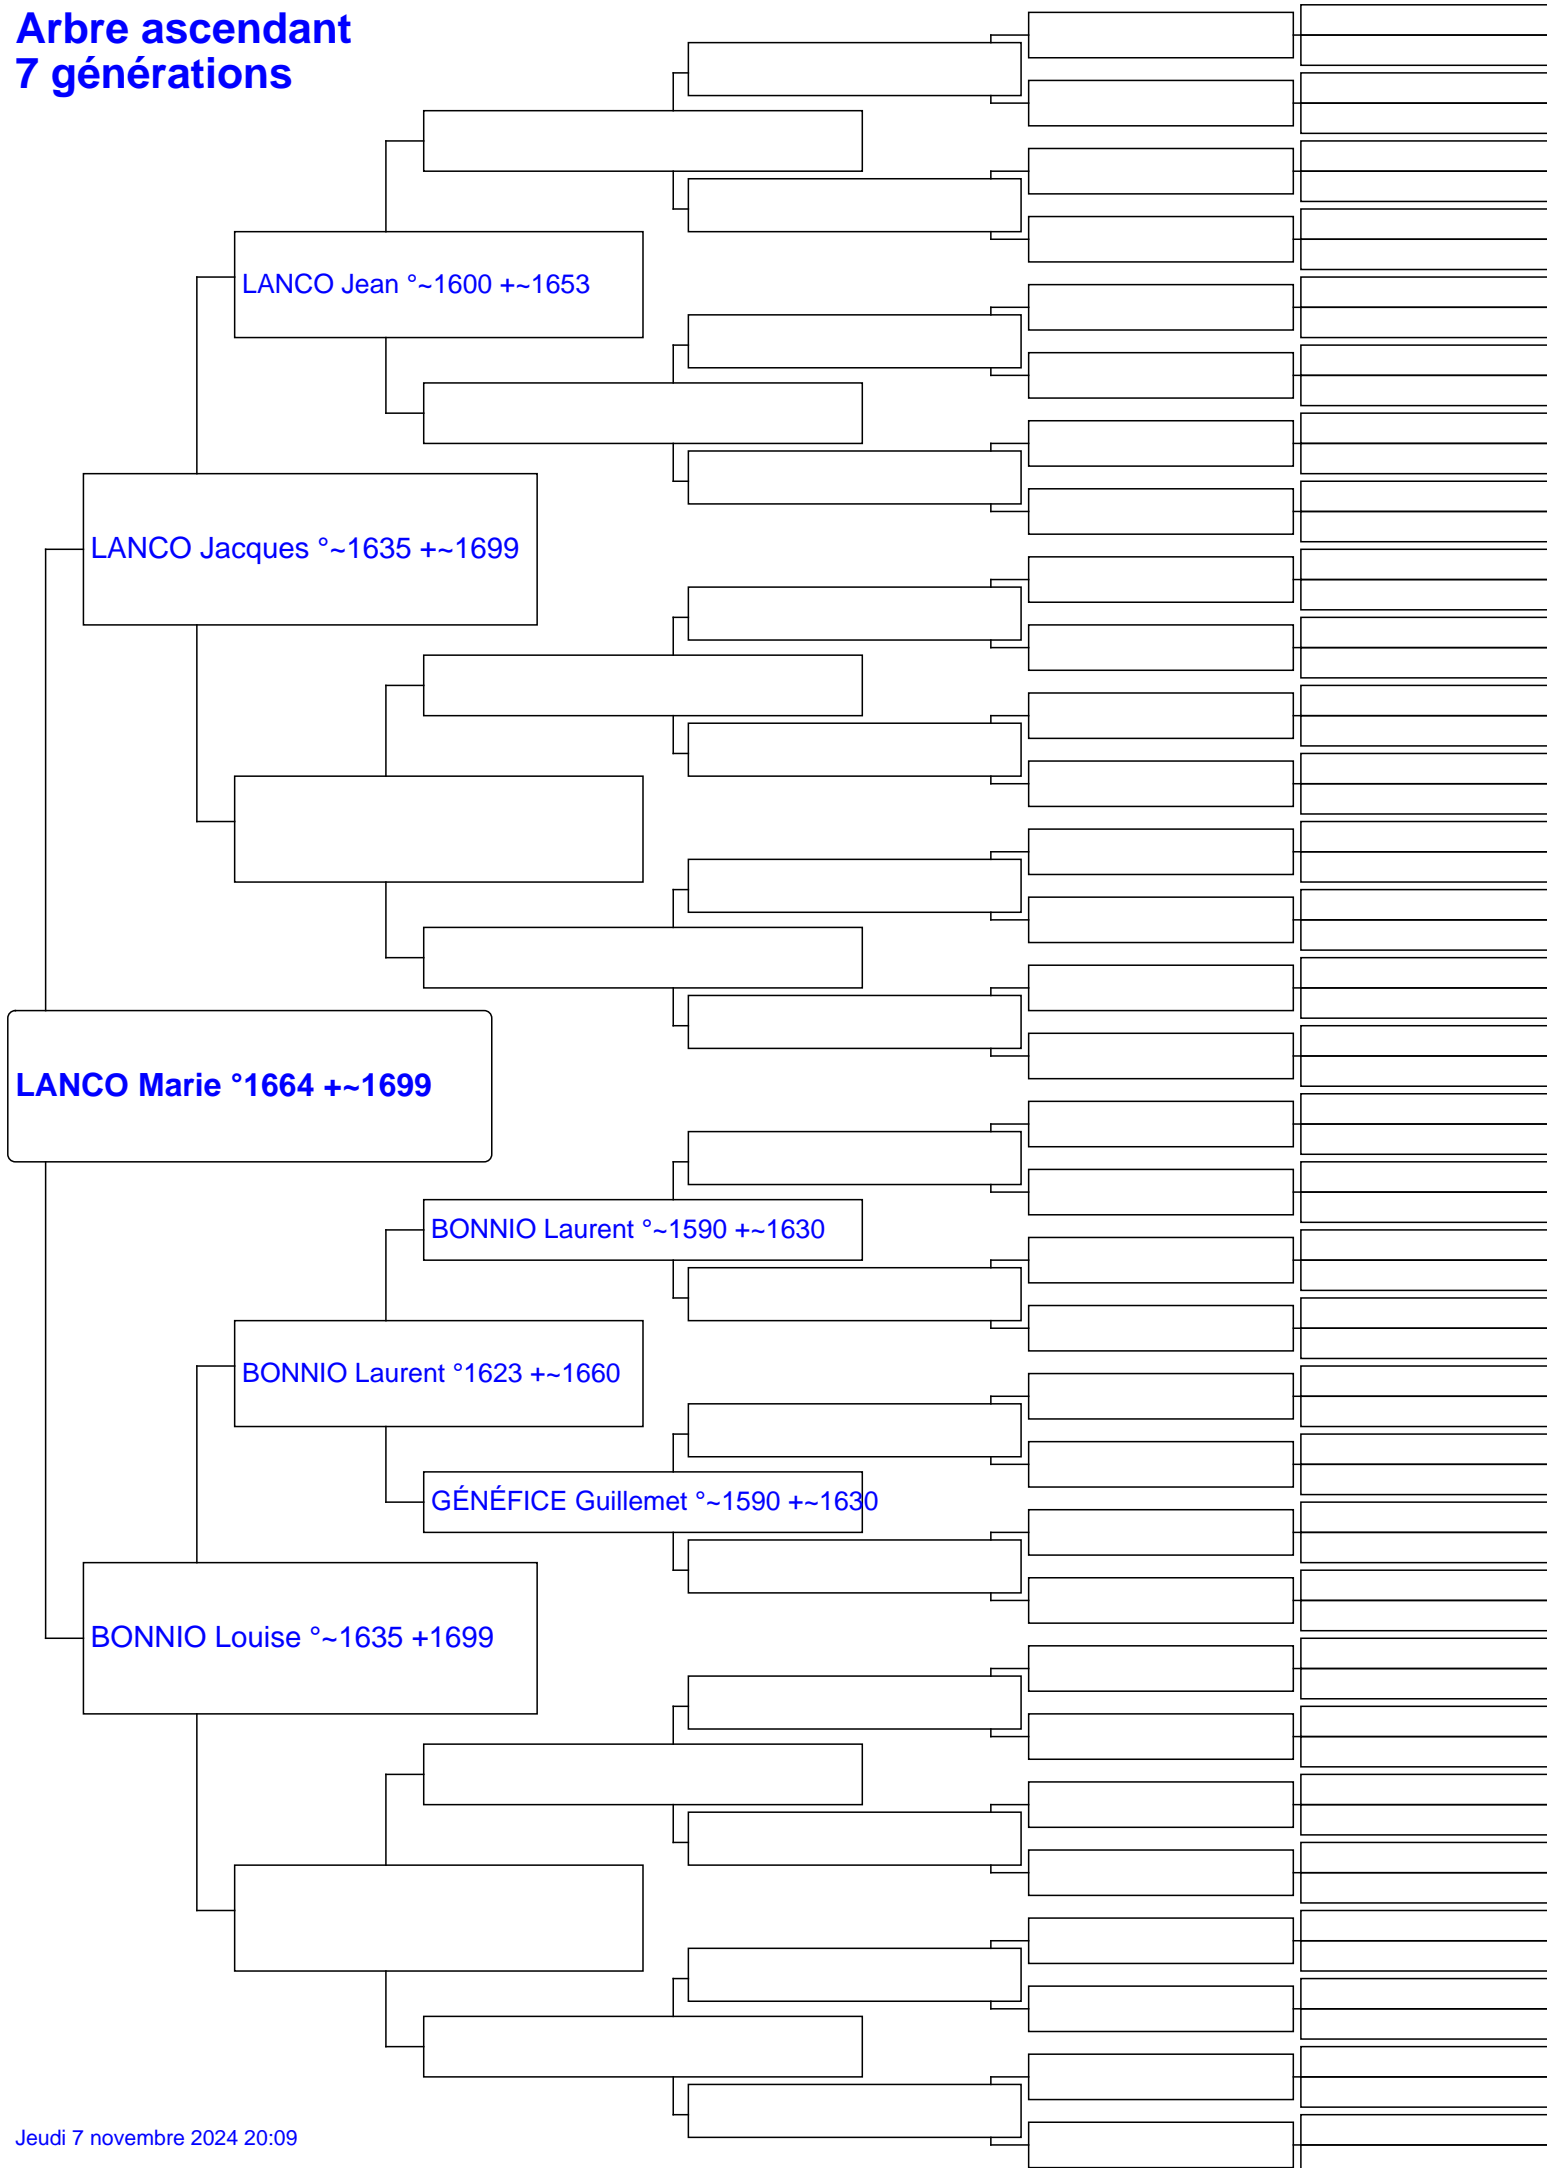 Arbre ascendant
7 générations
LANCO Jean °~1600 +~1653
LANCO Jacques °~1635 +~1699
LANCO Marie °1664 +~1699
BONNIO Laurent °~1590 +~1630
BONNIO Laurent °1623 +~1660
GÉNÉFICE Guillemet °~1590 +~1630
BONNIO Louise °~1635 +1699
Jeudi 7 novembre 2024 20:09